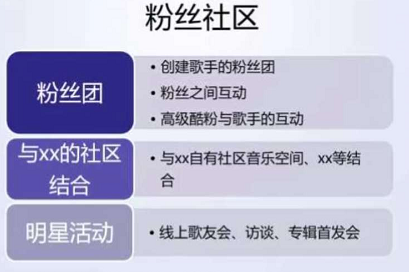 粉丝社区
粉丝团
• 创建歌手的粉丝团
• 粉丝之间互动
• 高级酷粉与歌手的互动
与xx的社区
结合
• 与xx自有社区音乐空间、xx等结
合
明星活动
• 线上歌友会、访谈、专辑首发会